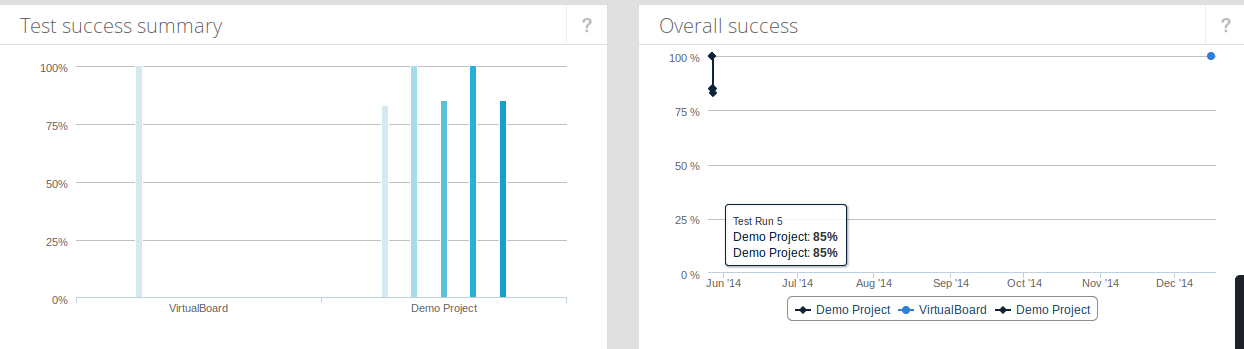 Test success summary
?
100%
75%
50%
25%
0%
VirtualBoard
Demo Project
Overall success
?
100 %
75 %
50 %
25 %
0 %
Test Run 5
Demo Project: 85%
Demo Project: 85%
Jun '14 Jul '14 Aug '14 Sep '14 Oct '14 Nov '14 Dec '14
Demo Project VirtualBoard Demo Project